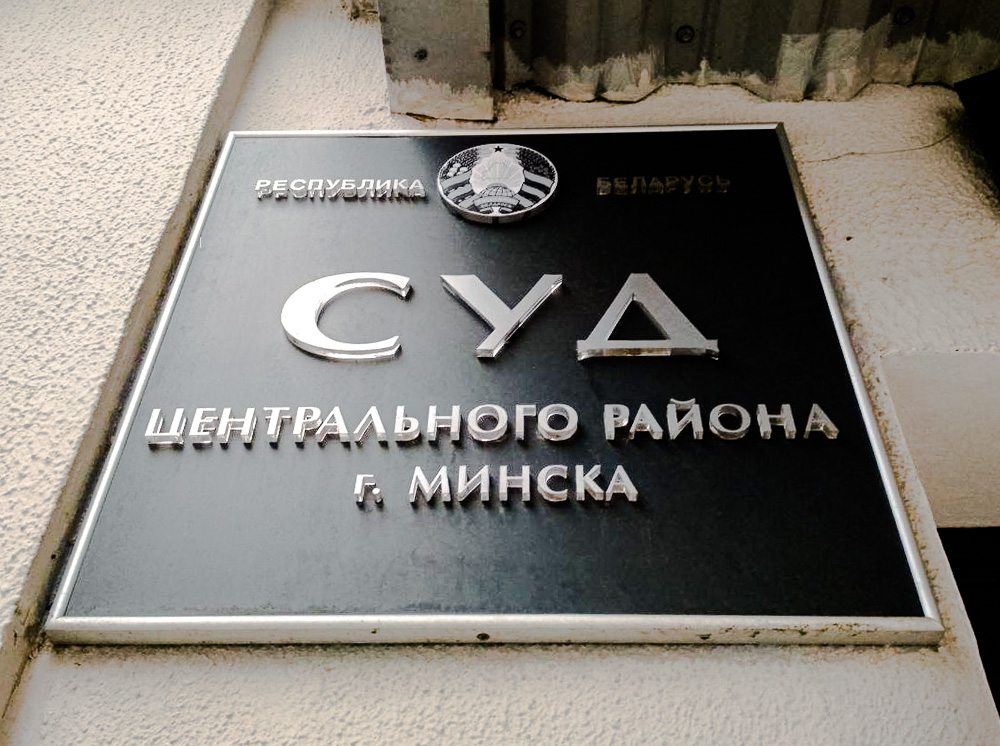 РЕСПУБЛИКА БЕЛАРУСЬ
СУД
ЦЕНТРАЛЬНОГО РАЙОНА
г. МИНСКА